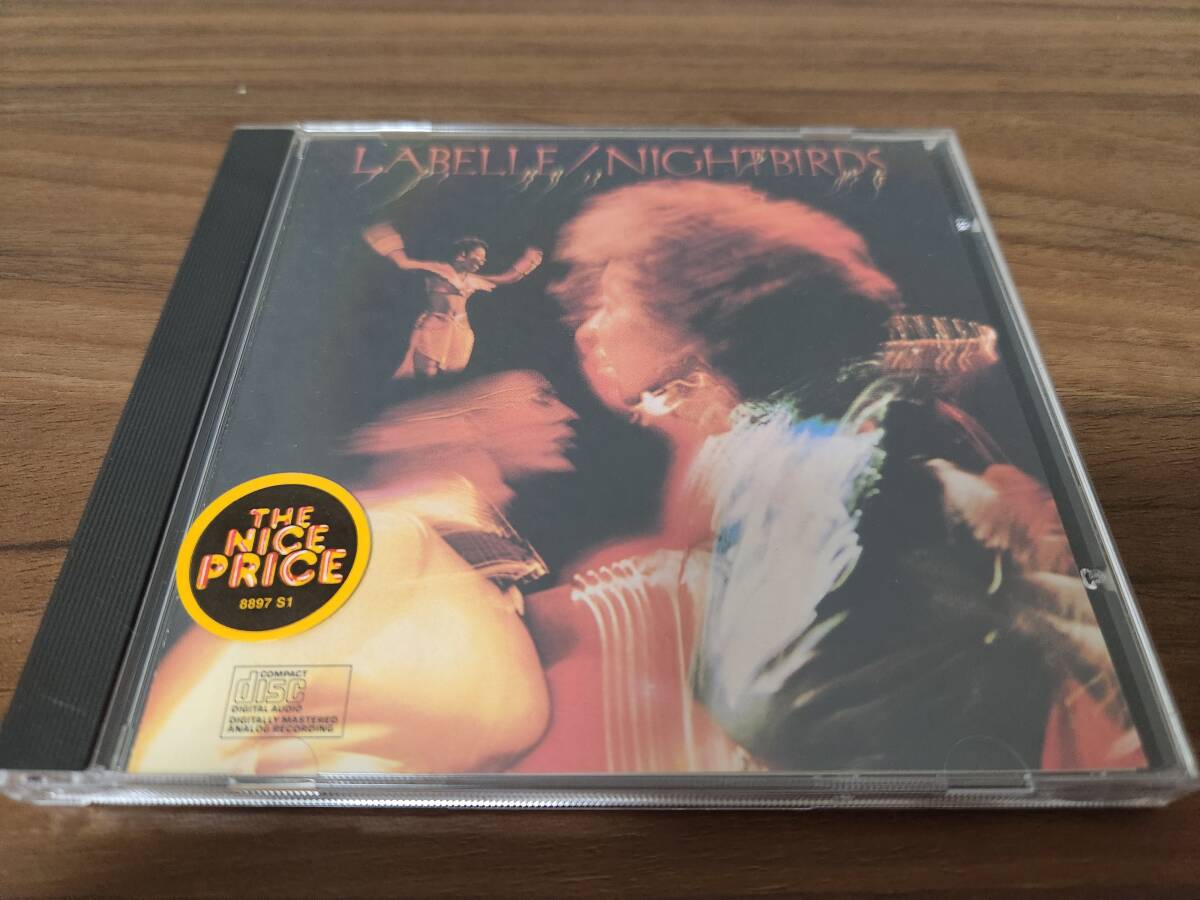 LABELLE/NIGHTBIRDS
THE
NICE
PRICE
8897 S1
COMPACT
disc
DIGITAL AUDIO
DIGITALLY MASTERED
ANALOG RECORDING